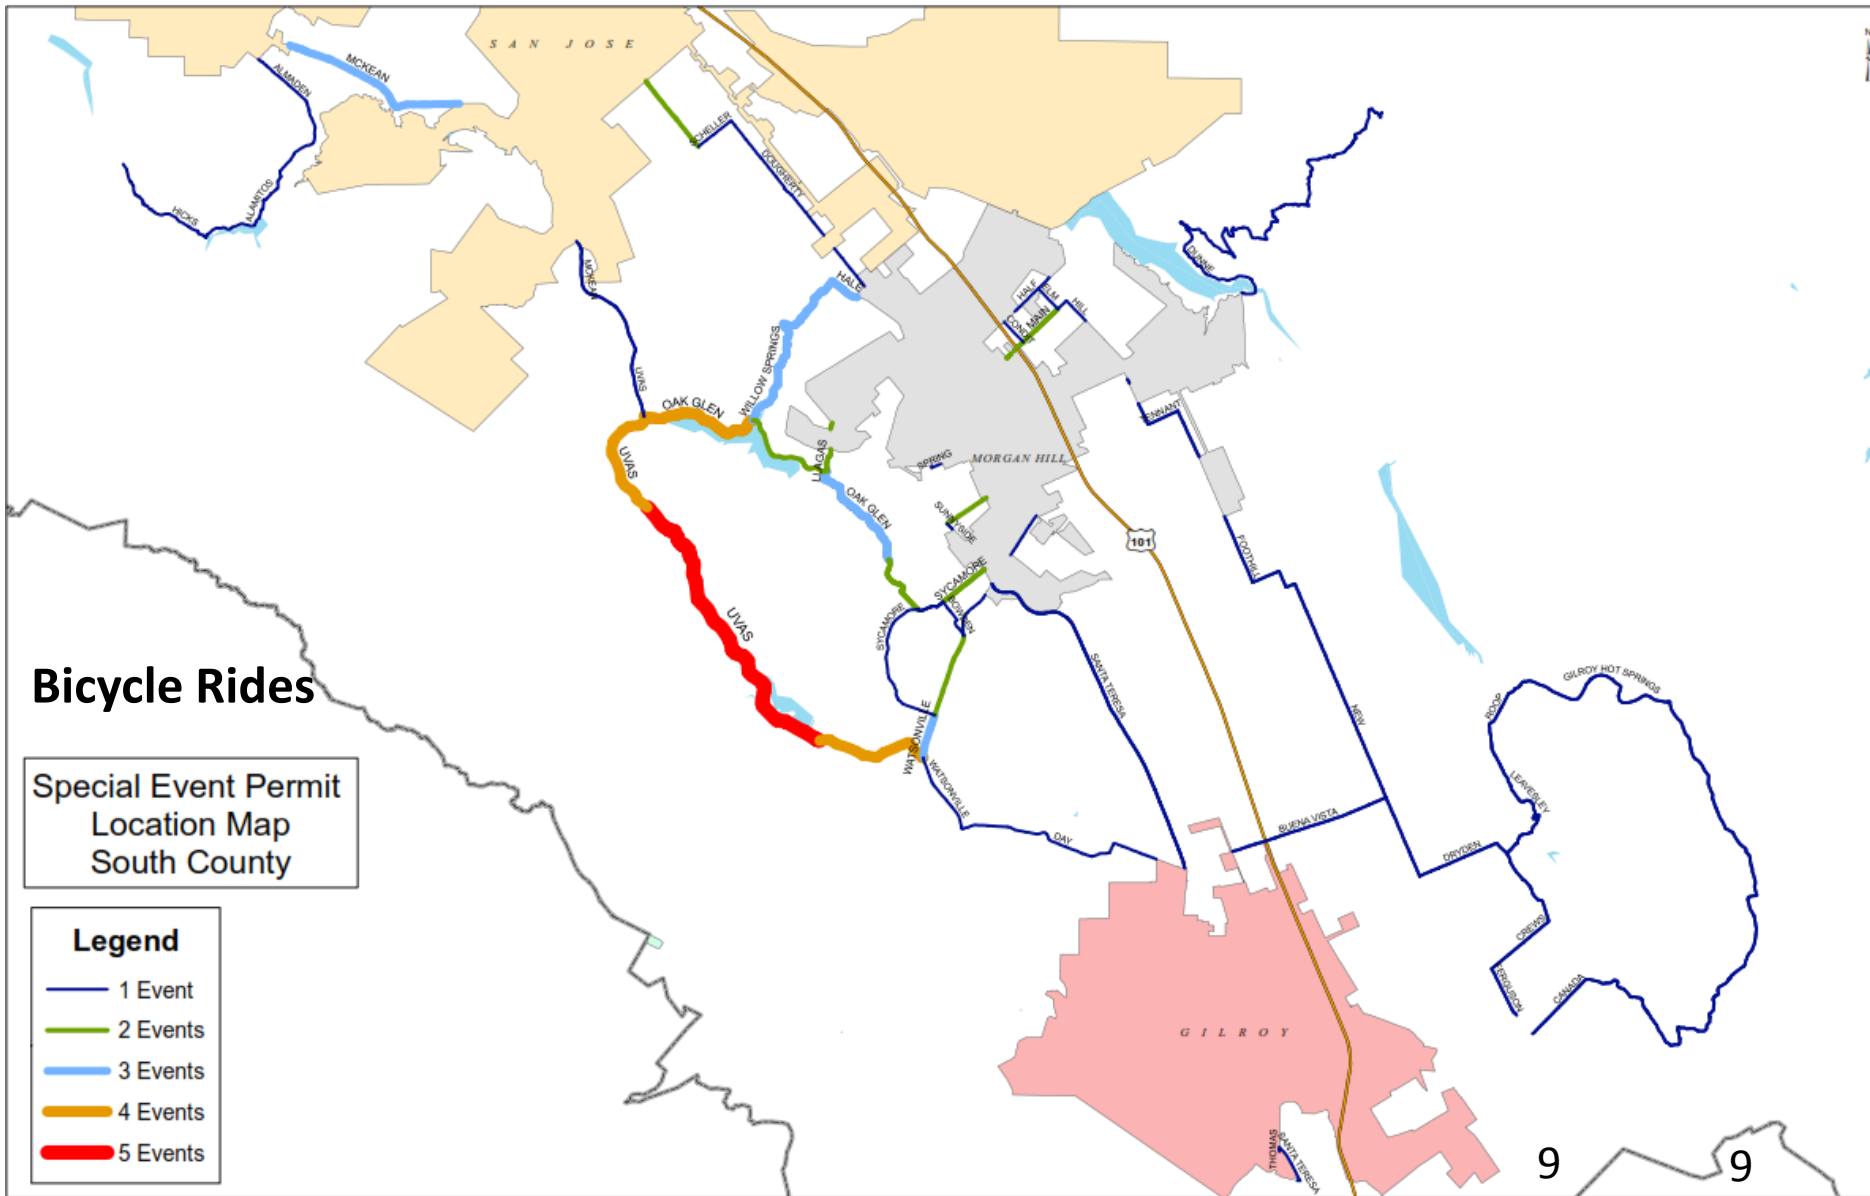 SAN JOSE
MCKEAN
ALMADEN
ALAMITOS
HICKS
CHELLER
DOUGHERTY
MCKEAN
UVAS
HALE
WILLOW SPRINGS
OAK GLEN
UVAS
LLAGAS
OAK GLEN
HALF
ELM
HILL
MAIN
DUNNE
TENNANT
SPRING
MORGAN HILL
SUNNYSIDE
101
FOOTHILL
SYCAMORE
SYCAMORE
UVAS
SANTA TERESA
NEW
GILROY HOT SPRINGS
ROOP
LEAVESLEY
WATSONVILLE
WATSONVILLE
DAY
BUENA VISTA
DRYDEN
CREWS
FERGUSON
CANADA
GILROY
THOMAS
SANTA TERESA
Bicycle Rides
Special Event Permit
Location Map
South County
Legend
1 Event
2 Events
3 Events
4 Events
5 Events
9
9